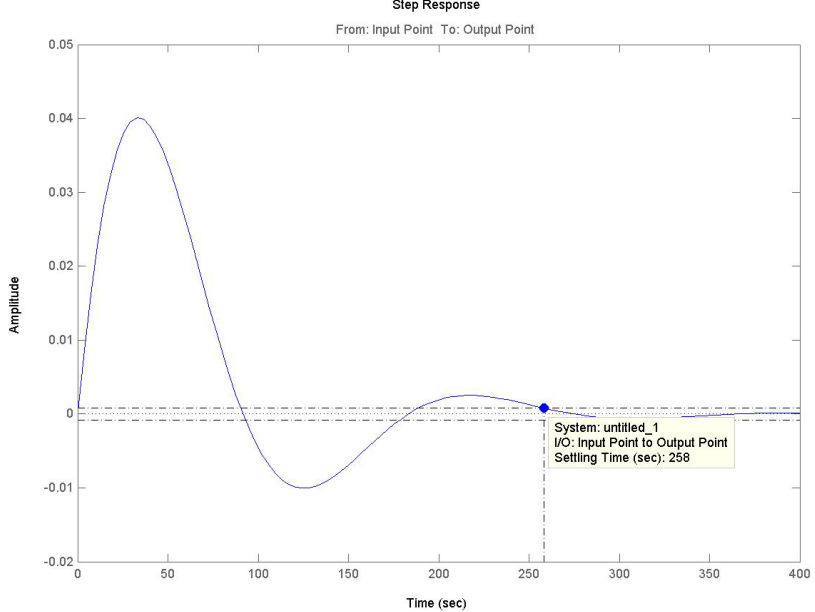 Step Response
From: Input Point To: Output Point
0.05
0.04
0.03
0.02
0.01
0
-0.01
-0.02
Amplitude
System: untitled_1
I/O: Input Point to Output Point
Settling Time (sec): 258
0 50 100 150 200 250 300 350 400
Time (sec)